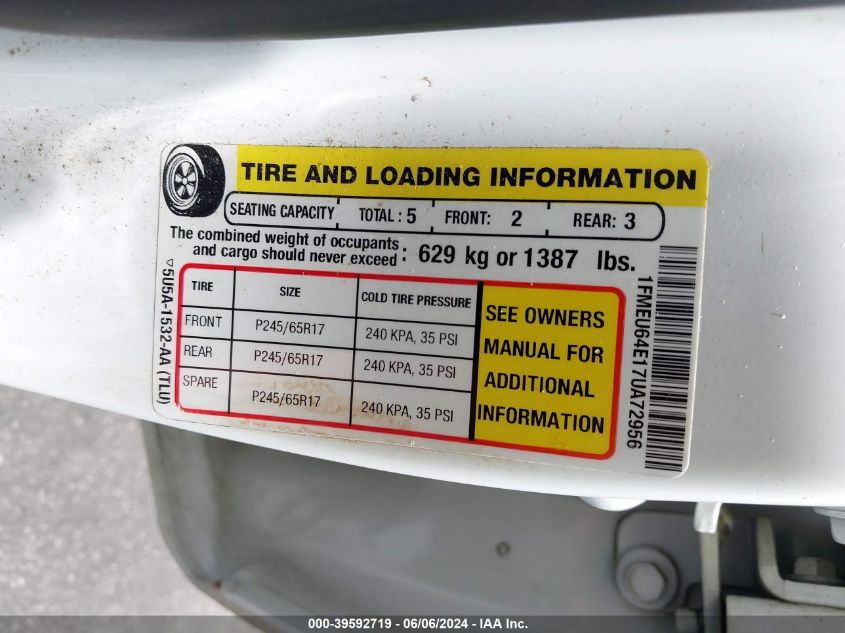 TIRE AND LOADING INFORMATION
SEATING CAPACITY TOTAL : 5 FRONT: 2 REAR: 3
The combined weight of occupants
and cargo should never exceed : 629 kg or 1387 lbs.
TIRE SIZE COLD TIRE PRESSURE
FRONT P245/65R17 240 KPA, 35 PSI
REAR P245/65R17 240 KPA, 35 PSI
SPARE P245/65R17 240 KPA, 35 PSI
SEE OWNERS
MANUAL FOR
ADDITIONAL
INFORMATION
▽5U5A-1532-AA (TLU)
1FMEU64E17UA72956
000-39592719 - 06/06/2024 - IAA Inc.